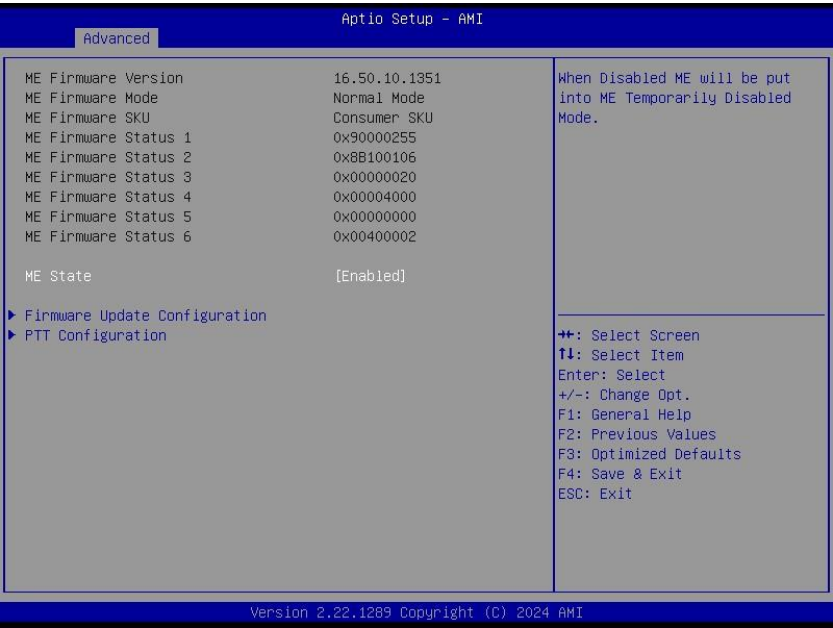 Aptio Setup – AMI
Advanced
ME Firmware Version 16.50.10.1351
ME Firmware Mode Normal Mode
ME Firmware SKU Consumer SKU
ME Firmware Status 1 0x90000255
ME Firmware Status 2 0x8B100106
ME Firmware Status 3 0x00000020
ME Firmware Status 4 0x00004000
ME Firmware Status 5 0x00000000
ME Firmware Status 6 0x00400002
ME State [Enabled]
Firmware Update Configuration
PTT Configuration
When Disabled ME will be put
into ME Temporarily Disabled
Mode.
→←: Select Screen
↑↓: Select Item
Enter: Select
+/-: Change Opt.
F1: General Help
F2: Previous Values
F3: Optimized Defaults
F4: Save & Exit
ESC: Exit
Version 2.22.1289 Copyright (C) 2024 AMI